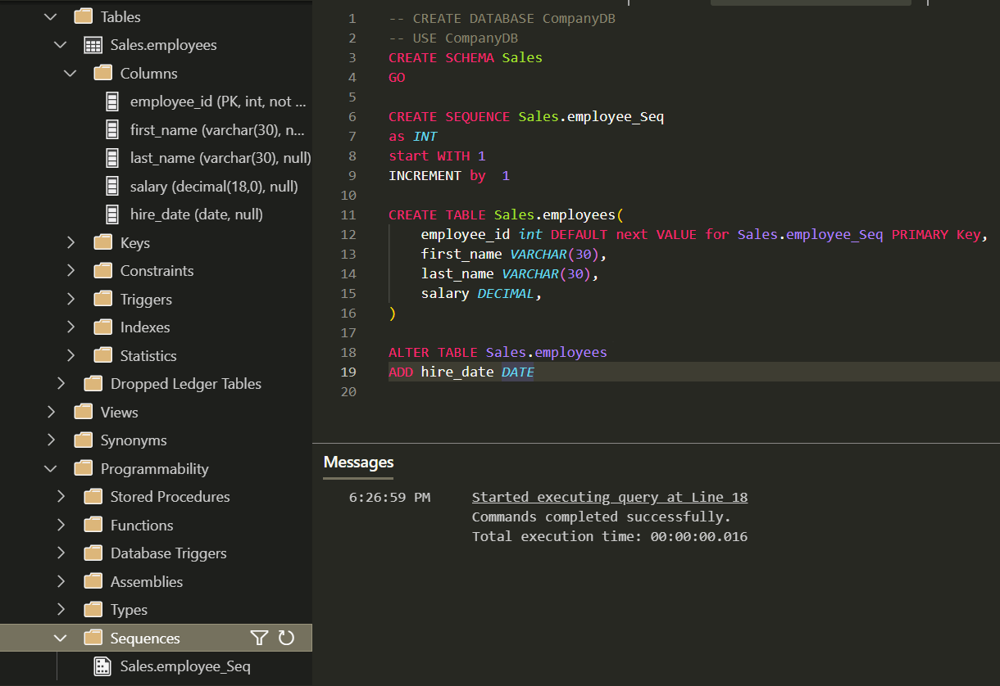 Tables
Sales.employees
Columns
employee_id (PK, int, not ...
first_name (varchar(30), n...
last_name (varchar(30), null)
salary (decimal(18,0), null)
hire_date (date, null)
Keys
Constraints
Triggers
Indexes
Statistics
Dropped Ledger Tables
Views
Synonyms
Programmability
Stored Procedures
Functions
Database Triggers
Assemblies
Types
Sequences
Sales.employee_Seq
1 -- CREATE DATABASE CompanyDB
2 -- USE CompanyDB
3 CREATE SCHEMA Sales
4 GO
5
6 CREATE SEQUENCE Sales.employee_Seq
7 as INT
8 start WITH 1
9 INCREMENT by  1
10
11 CREATE TABLE Sales.employees(
12     employee_id int DEFAULT next VALUE for Sales.employee_Seq PRIMARY Key,
13     first_name VARCHAR(30),
14     last_name VARCHAR(30),
15     salary DECIMAL,
16 )
17
18 ALTER TABLE Sales.employees
19 ADD hire_date DATE
20
Messages
6:26:59 PM Started executing query at Line 18
Commands completed successfully.
Total execution time: 00:00:00.016